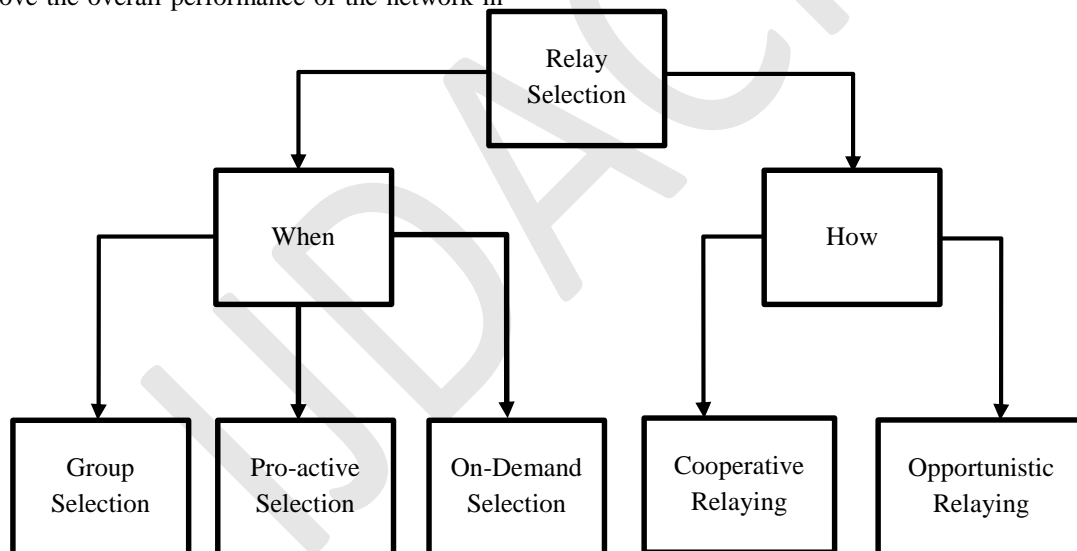 ove the overall performance of the network in
Relay
Selection
When
How
Group
Selection
Pro-active
Selection
On-Demand
Selection
Cooperative
Relaying
Opportunistic
Relaying